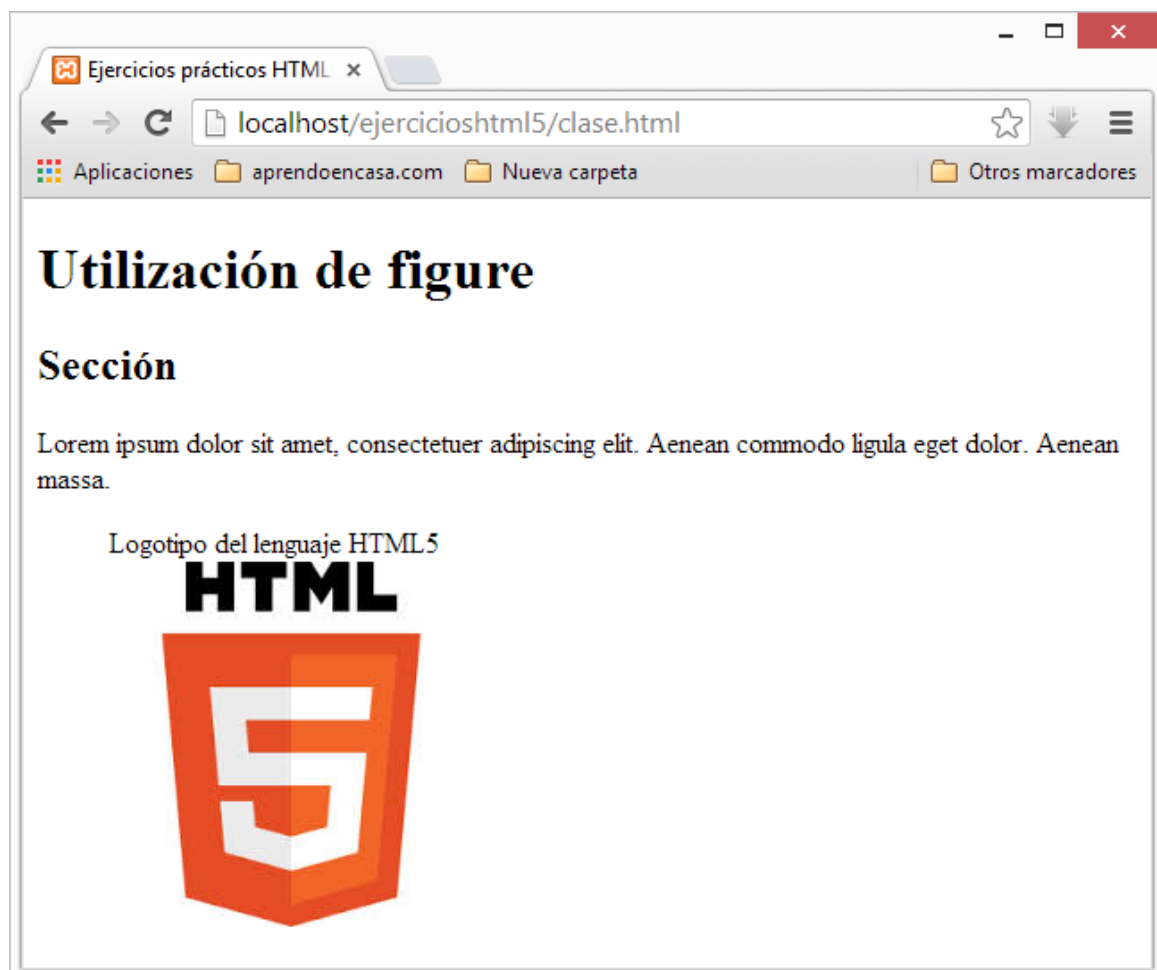 Ejercicios prácticos HTML
localhost/ejercicioshtml5/clase.html
Aplicaciones aprendoencasa.com Nueva carpeta Otros marcadores
Utilización de figure
Sección
Lorem ipsum dolor sit amet, consectetuer adipiscing elit. Aenean commodo ligula eget dolor. Aenean
massa.
Logotipo del lenguaje HTML5
HTML
5